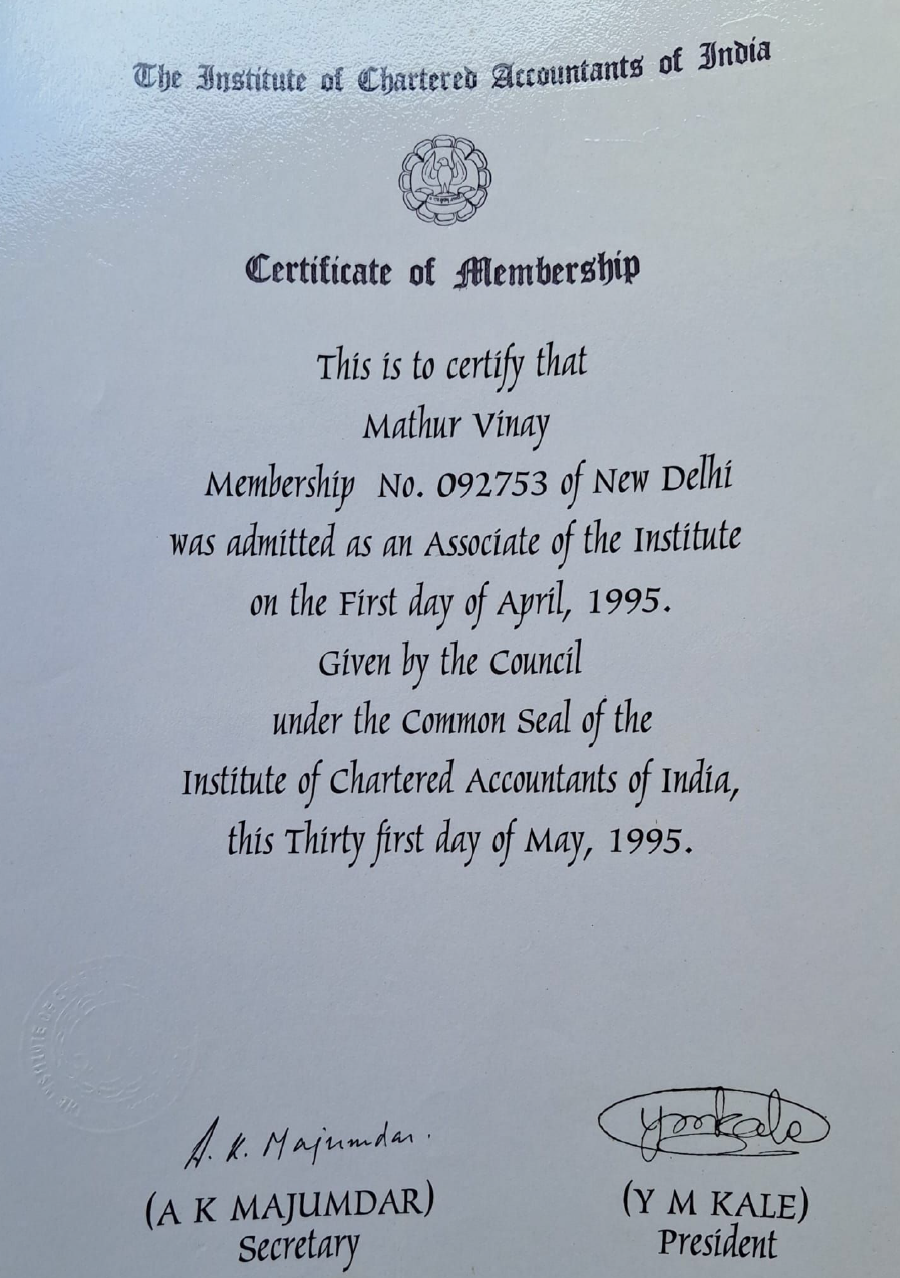 The Institute of Chartered Accountants of India
Certificate of Membership
This is to certify that
Mathur Vinay
Membership No. 092753 of New Delhi
was admitted as an Associate of the Institute
on the First day of April, 1995.
Given by the Council
under the Common Seal of the
Institute of Chartered Accountants of India,
this Thirty first day of May, 1995.
A. K. Majumdar.
ymkale
(A K MAJUMDAR)
(Y M KALE)
Secretary
President